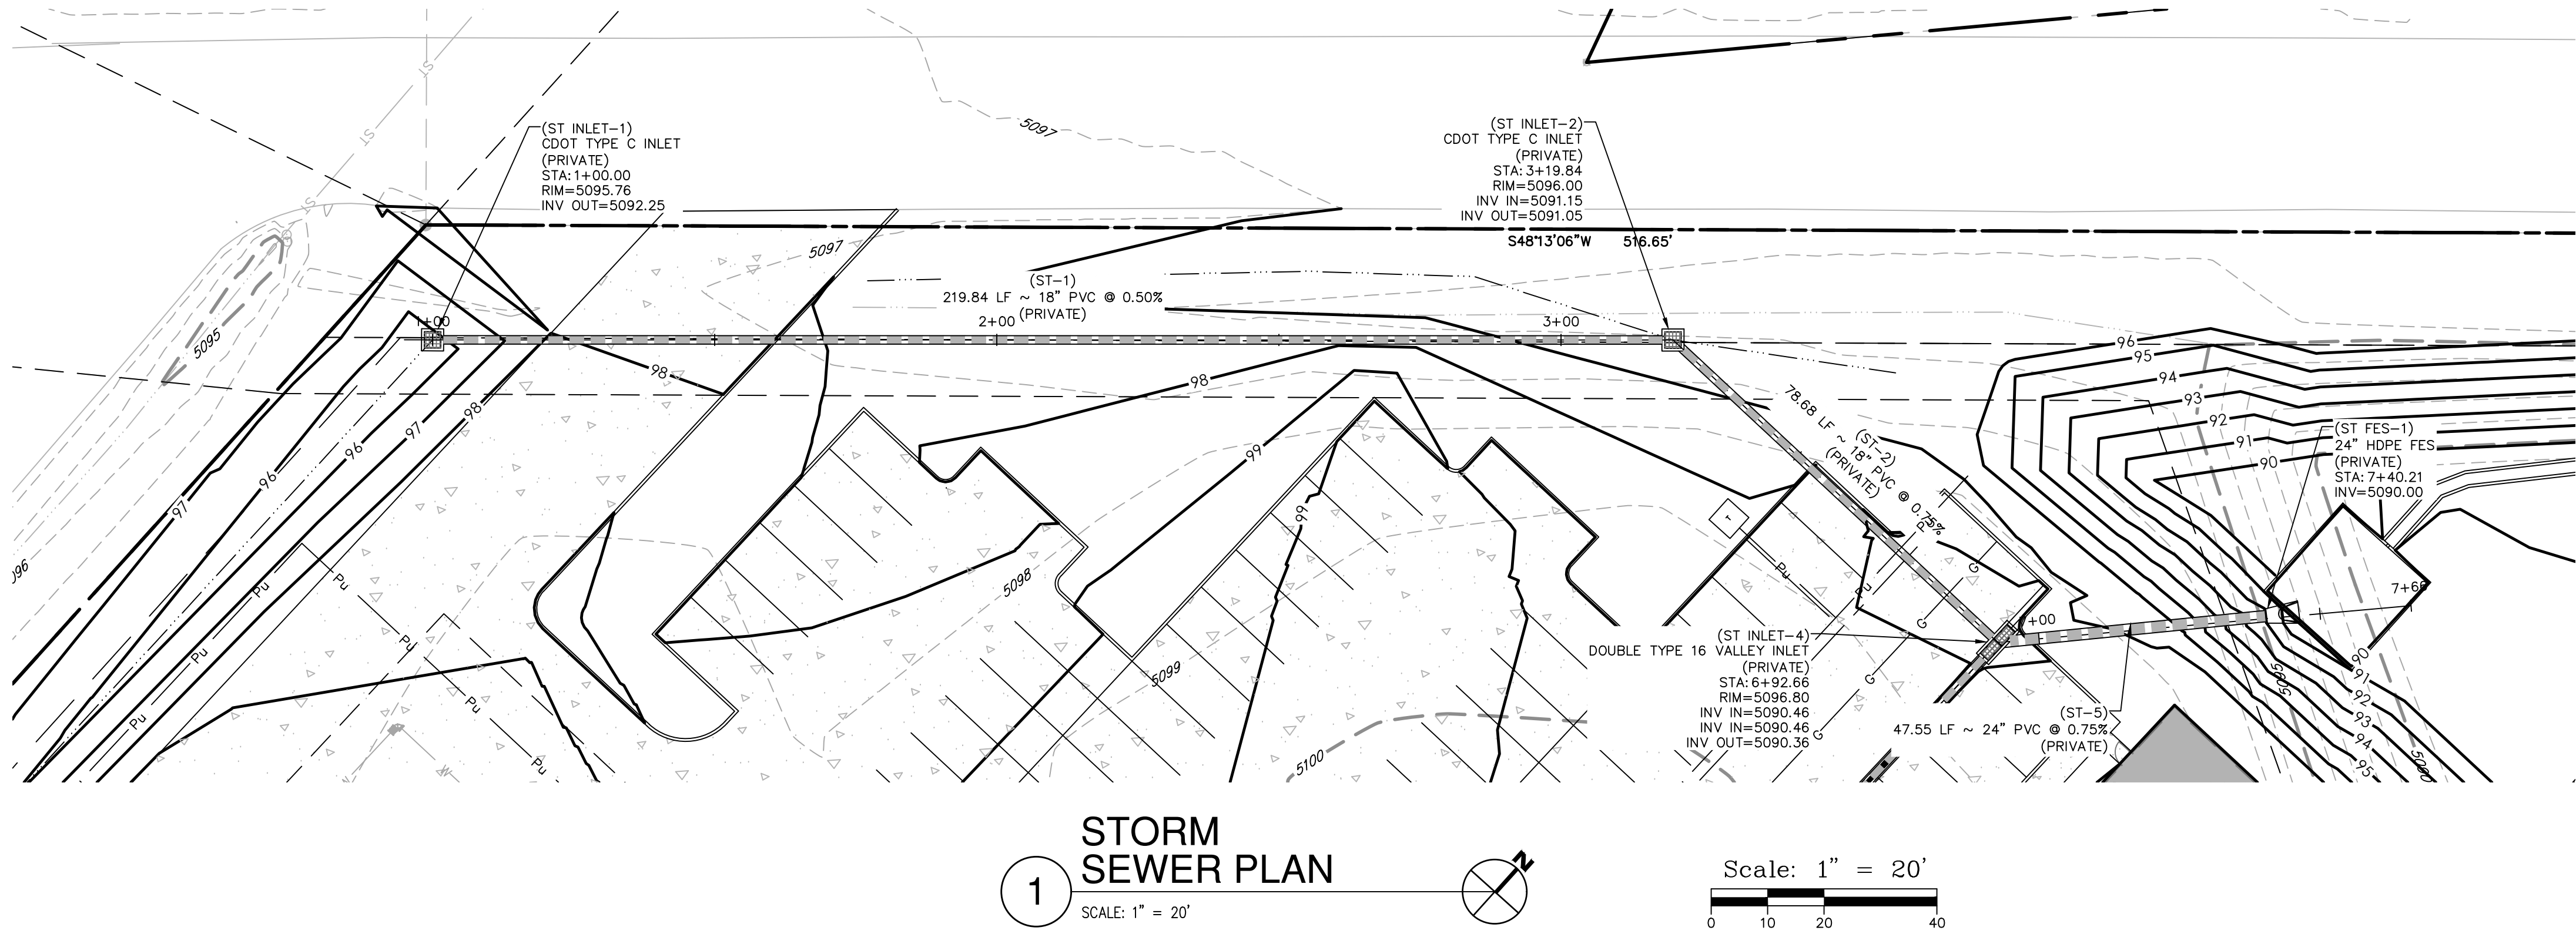 ST
5097
(ST INLET-1)
CDOT TYPE C INLET
(PRIVATE)
STA:1+00.00
RIM=5095.76
INV OUT=5092.25
(ST INLET-2)
CDOT TYPE C INLET
(PRIVATE)
STA:3+19.84
RIM=5096.00
INV IN=5091.15
INV OUT=5091.05
ST
ST
S48°13'06"W 516.65'
5097
(ST-1)
219.84 LF ~ 18" PVC @ 0.50%
(PRIVATE)
1+00
2+00
3+00
5095
98
98
96
95
94
93
92
91
90
(ST FES-1)
24" HDPE FES
(PRIVATE)
STA:7+40.21
INV=5090.00
(ST-2)
78.68 LF ~ 18" PVC @ 0.75%
(PRIVATE)
98
97
96
96
97
99
99
5098
5099
5100
Pu
Pu
Pu
Pu
Pu
Pu
Pu
Pu
Pu
G
G
G
G
7+66
+00
(ST INLET-4)
DOUBLE TYPE 16 VALLEY INLET
(PRIVATE)
STA:6+92.66
RIM=5096.80
INV IN=5090.46
INV IN=5090.46
INV OUT=5090.36
(ST-5)
47.55 LF ~ 24" PVC @ 0.75%
(PRIVATE)
5095
90
91
92
93
94
95
5090
STORM
SEWER PLAN
1
SCALE: 1" = 20'
N
Scale: 1" = 20'
0 10 20 40